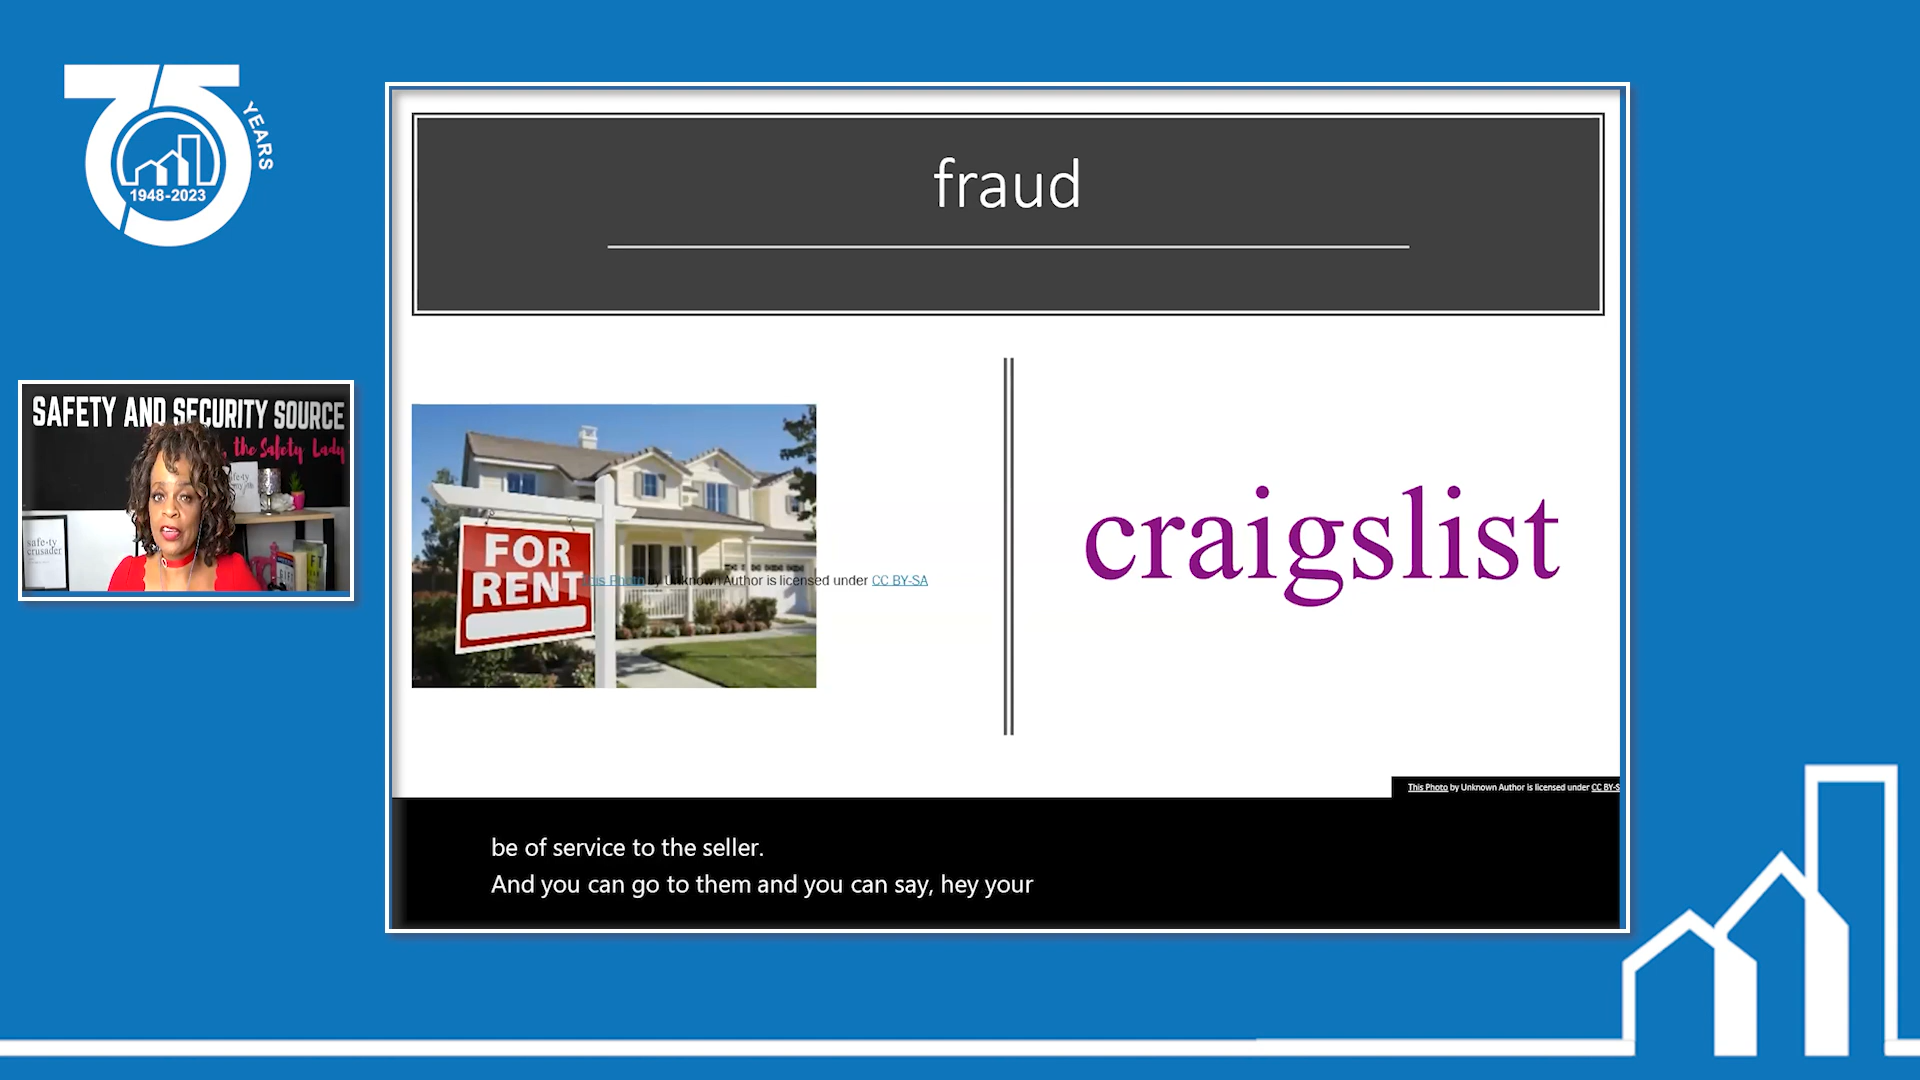 75
YEARS
1948-2023
fraud
SAFETY AND SECURITY SOURCE
the Safety Lady
safe-ty
crusader
FOR
RENT
This Photo by Unknown Author is licensed under CC BY-SA
craigslist
This Photo by Unknown Author is licensed under CC BY-S
be of service to the seller.
And you can go to them and you can say, hey your